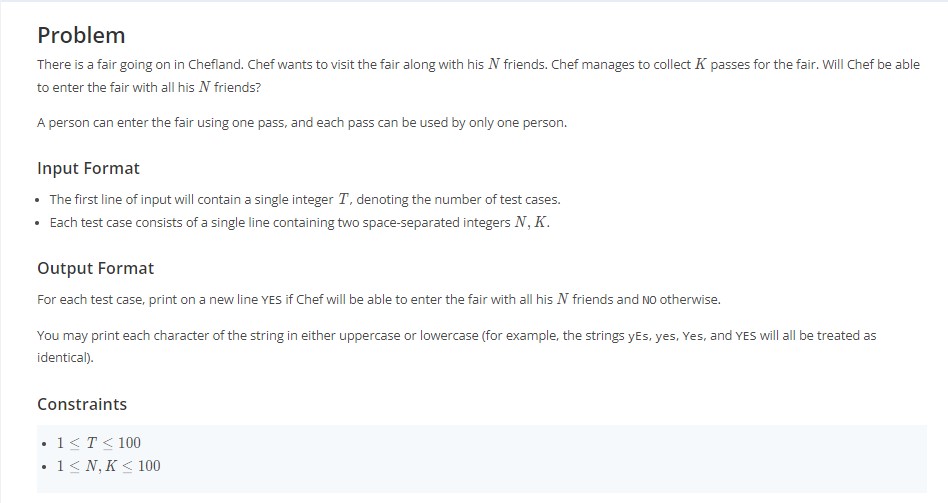 Problem
There is a fair going on in Chefland. Chef wants to visit the fair along with his N friends. Chef manages to collect K passes for the fair. Will Chef be able
to enter the fair with all his N friends?
A person can enter the fair using one pass, and each pass can be used by only one person.
Input Format
• The first line of input will contain a single integer T, denoting the number of test cases.
• Each test case consists of a single line containing two space-separated integers N, K.
Output Format
For each test case, print on a new line YES if Chef will be able to enter the fair with all his N friends and NO otherwise.
You may print each character of the string in either uppercase or lowercase (for example, the strings yEs, yes, Yes, and YES will all be treated as
identical).
Constraints
• 1 ≤ T ≤ 100
• 1 ≤ N, K ≤ 100